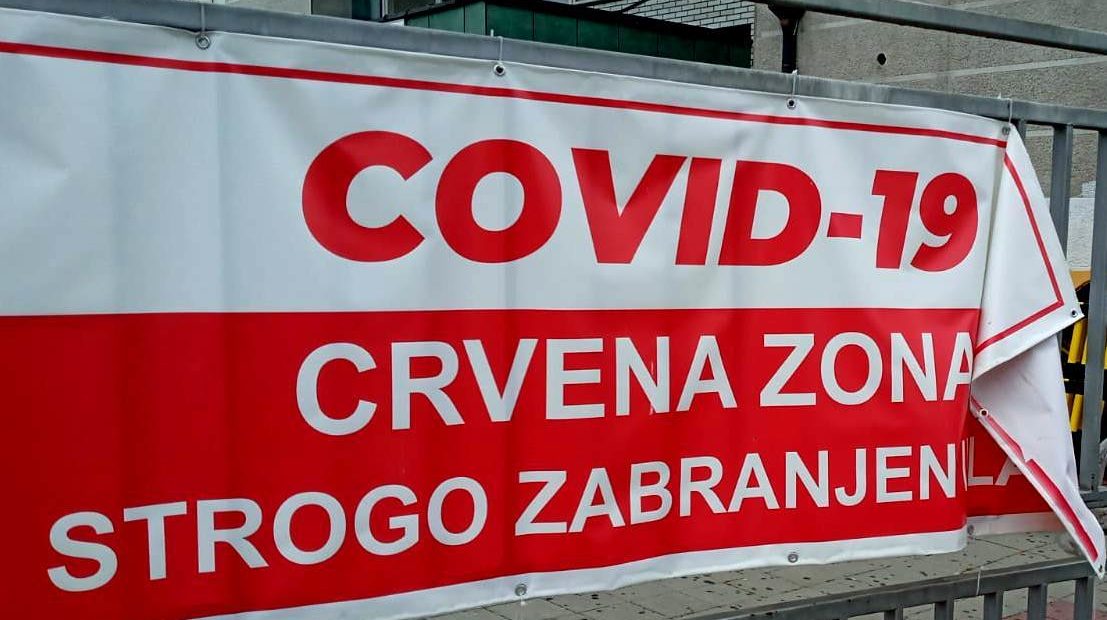 COVID-19
CRVENA ZONA
STROGO ZABRANJEN